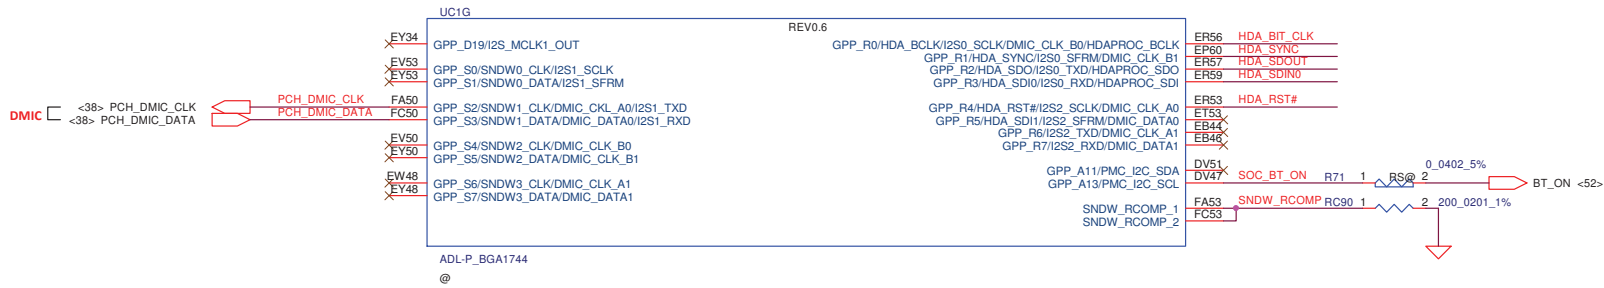 UC1G
REV0.6
EY34 GPP_D19/I2S_MCLK1_OUT
EV53 GPP_S0/SNDW0_CLK/I2S1_SCLK
EY53 GPP_S1/SNDW0_DATA/I2S1_SFRM
DMIC
<38> PCH_DMIC_CLK PCH_DMIC_CLK FA50 GPP_S2/SNDW1_CLK/DMIC_CKL_A0/I2S1_TXD
<38> PCH_DMIC_DATA PCH_DMIC_DATA FC50 GPP_S3/SNDW1_DATA/DMIC_DATA0/I2S1_RXD
EV50 GPP_S4/SNDW2_CLK/DMIC_CLK_B0
EY50 GPP_S5/SNDW2_DATA/DMIC_CLK_B1
EW48 GPP_S6/SNDW3_CLK/DMIC_CLK_A1
EY48 GPP_S7/SNDW3_DATA/DMIC_DATA1
GPP_R0/HDA_BCLK/I2S0_SCLK/DMIC_CLK_B0/HDAPROC_BCLK ER56 HDA_BIT_CLK
GPP_R1/HDA_SYNC/I2S0_SFRM/DMIC_CLK_B1 EP60 HDA_SYNC
GPP_R2/HDA_SDO/I2S0_TXD/HDAPROC_SDO ER57 HDA_SDOUT
GPP_R3/HDA_SDI0/I2S0_RXD/HDAPROC_SDI ER59 HDA_SDIN0
GPP_R4/HDA_RST#/I2S2_SCLK/DMIC_CLK_A0 ER53 HDA_RST#
GPP_R5/HDA_SDI1/I2S2_SFRM/DMIC_DATA0 ET53
GPP_R6/I2S2_TXD/DMIC_CLK_A1 EB44
GPP_R7/I2S2_RXD/DMIC_DATA1 EB46
GPP_A11/PMC_I2C_SDA DV51
GPP_A13/PMC_I2C_SCL DV47 SOC_BT_ON R71 1 RS@ 2 0_0402_5% BT_ON <52>
SNDW_RCOMP_1 FA53 SNDW_RCOMP RC90 1 2 200_0201_1%
SNDW_RCOMP_2 FC53
ADL-P_BGA1744
@